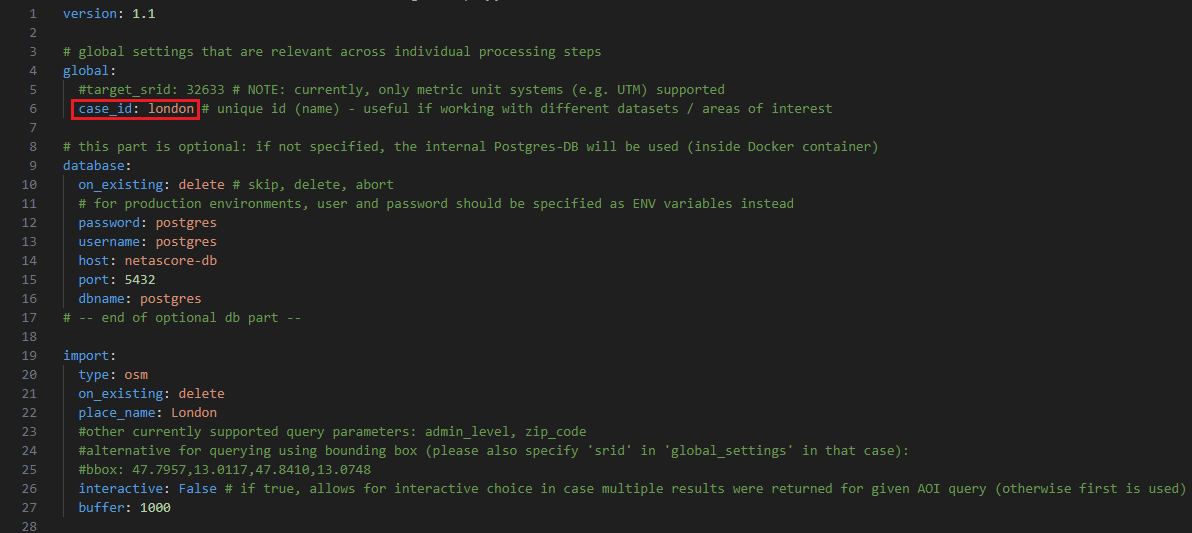 1 version: 1.1
2
3 # global settings that are relevant across individual processing steps
4 global:
5 #target_srid: 32633 # NOTE: currently, only metric unit systems (e.g. UTM) supported
6 case_id: london # unique id (name) - useful if working with different datasets / areas of interest
7
8 # this part is optional: if not specified, the internal Postgres-DB will be used (inside Docker container)
9 database:
10 on_existing: delete # skip, delete, abort
11 # for production environments, user and password should be specified as ENV variables instead
12 password: postgres
13 username: postgres
14 host: netascore-db
15 port: 5432
16 dbname: postgres
17 # -- end of optional db part --
18
19 import:
20 type: osm
21 on_existing: delete
22 place_name: London
23 #other currently supported query parameters: admin_level, zip_code
24 #alternative for querying using bounding box (please also specify 'srid' in 'global_settings' in that case):
25 #bbox: 47.7957,13.0117,47.8410,13.0748
26 interactive: False # if true, allows for interactive choice in case multiple results were returned for given AOI query (otherwise first is used)
27 buffer: 1000
28